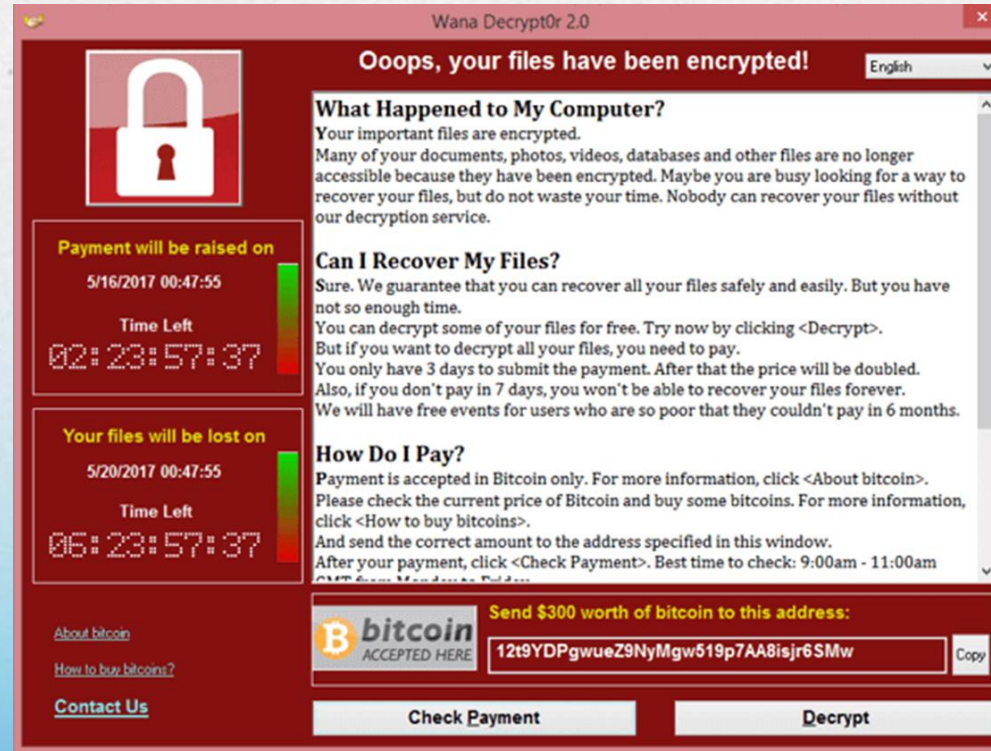 Wana Decrypt0r 2.0
Ooops, your files have been encrypted!
English
What Happened to My Computer?
Your important files are encrypted.
Many of your documents, photos, videos, databases and other files are no longer
accessible because they have been encrypted. Maybe you are busy looking for a way to
recover your files, but do not waste your time. Nobody can recover your files without
our decryption service.
Can I Recover My Files?
Sure. We guarantee that you can recover all your files safely and easily. But you have
not so enough time.
You can decrypt some of your files for free. Try now by clicking <Decrypt>.
But if you want to decrypt all your files, you need to pay.
You only have 3 days to submit the payment. After that the price will be doubled.
Also, if you don't pay in 7 days, you won't be able to recover your files forever.
We will have free events for users who are so poor that they couldn't pay in 6 months.
How Do I Pay?
Payment is accepted in Bitcoin only. For more information, click <About bitcoin>.
Please check the current price of Bitcoin and buy some bitcoins. For more information,
click <How to buy bitcoins>.
And send the correct amount to the address specified in this window.
After your payment, click <Check Payment>. Best time to check: 9:00am - 11:00am
GMT from Monday to Friday
Payment will be raised on
5/16/2017 00:47:55
Time Left
02:23:57:37
Your files will be lost on
5/20/2017 00:47:55
Time Left
06:23:57:37
About bitcoin
How to buy bitcoins?
Contact Us
bitcoin
ACCEPTED HERE
Send $300 worth of bitcoin to this address:
12t9YDPgwueZ9NyMgw519p7AA8isjr6SMw
Copy
Check Payment
Decrypt